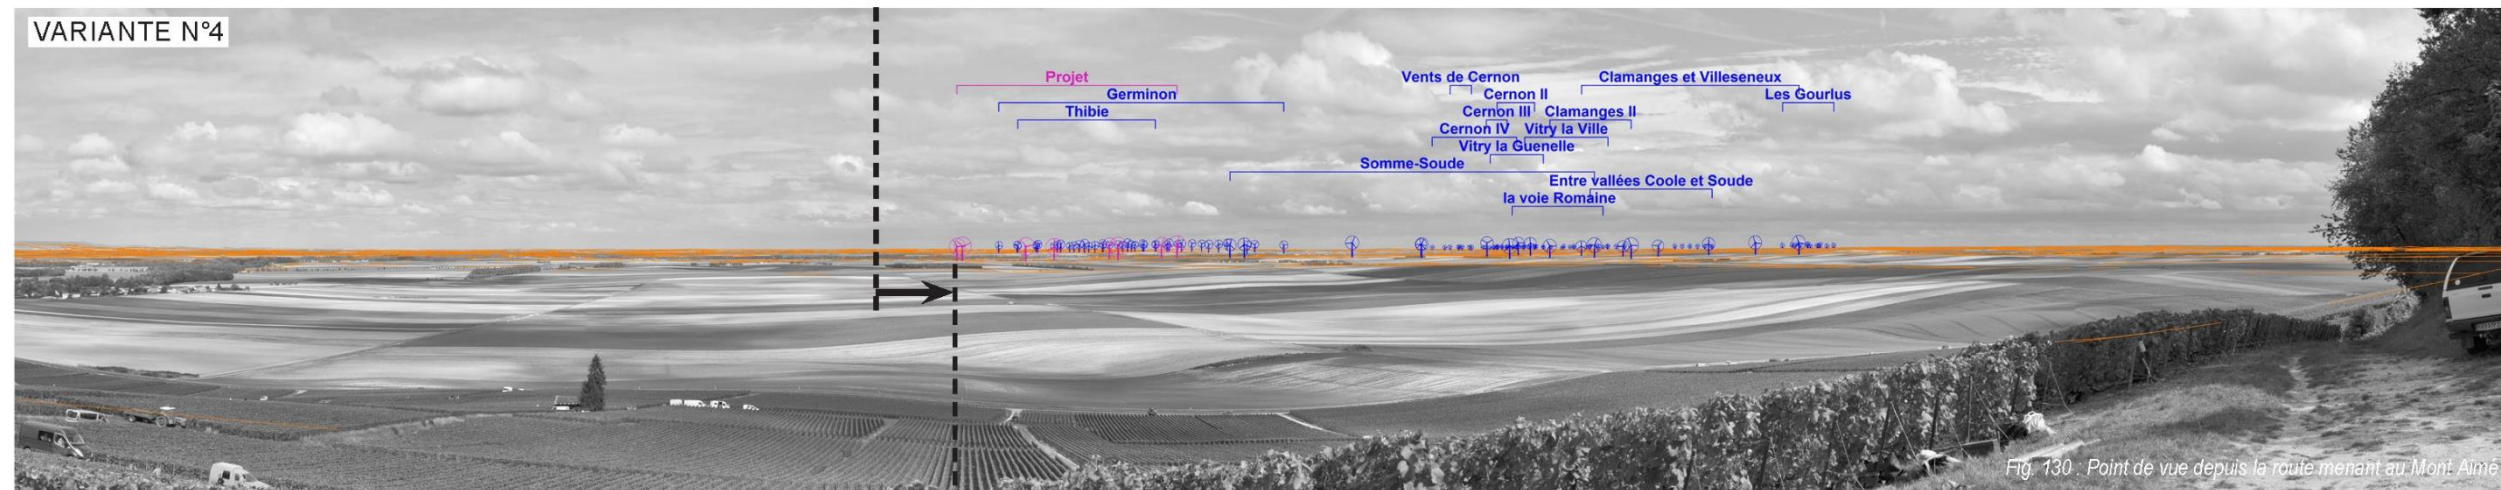 VARIANTE N°4
Projet
Vents de Cernon
Clamanges et Villeseneux
Germinon
Cernon II
Les Gourlus
Thibie
Cernon III
Clamanges II
Cernon IV
Vitry la Ville
Vitry la Guenelle
Somme-Soude
Entre vallées Coole et Soude
la voie Romaine
Fig. 130 : Point de vue depuis la route menant au Mont Aimé